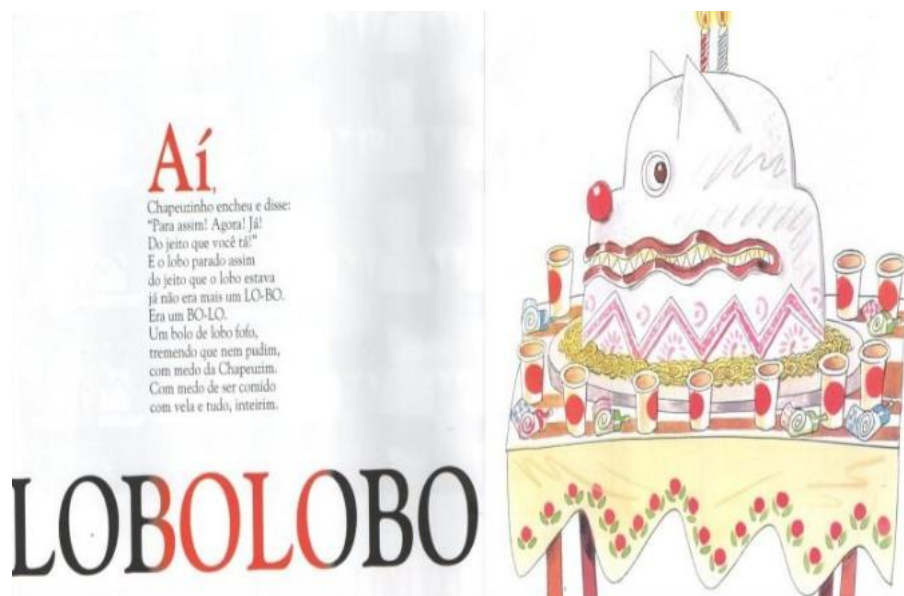 Aí,
Chapeuzinho encheu e disse:
“Para assim! Agora! Já!
Do jeito que você tá!”
E o lobo parado assim
do jeito que o lobo estava
já não era mais um LO-BO.
Era um BO-LO.
Um bolo de lobo fofo,
tremendo que nem pudim,
com medo da Chapeuzim.
Com medo de ser comido
com vela e tudo, inteirim.
LOBOLOBO